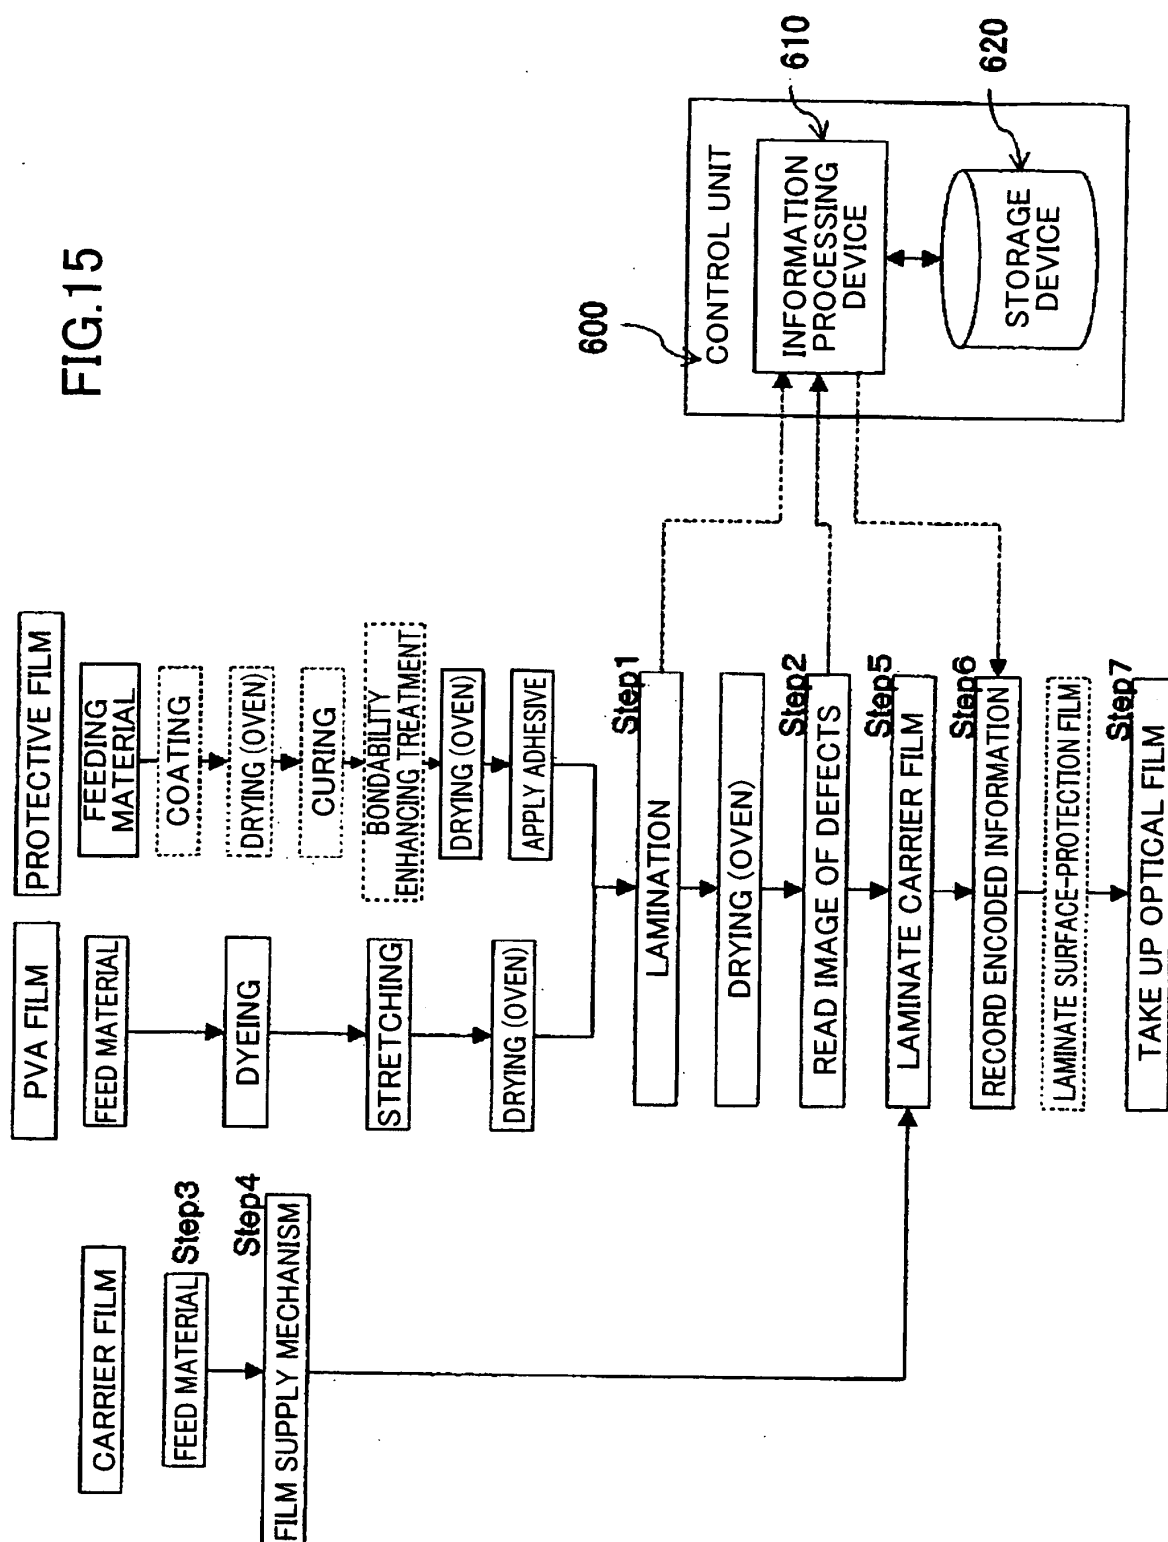 FIG.15
CARRIER FILM
FEED MATERIAL
Step3
Step4
FILM SUPPLY MECHANISM
PVA FILM
FEED MATERIAL
DYEING
STRETCHING
DRYING (OVEN)
PROTECTIVE FILM
FEEDING
MATERIAL
COATING
DRYING (OVEN)
CURING
BONDABILITY
ENHANCING TREATMENT
DRYING (OVEN)
APPLY ADHESIVE
Step1
LAMINATION
DRYING (OVEN)
Step2
READ IMAGE OF DEFECTS
Step5
LAMINATE CARRIER FILM
Step6
RECORD ENCODED INFORMATION
LAMINATE SURFACE-PROTECTION FILM
Step7
TAKE UP OPTICAL FILM
600
CONTROL UNIT
610
INFORMATION
PROCESSING
DEVICE
620
STORAGE
DEVICE